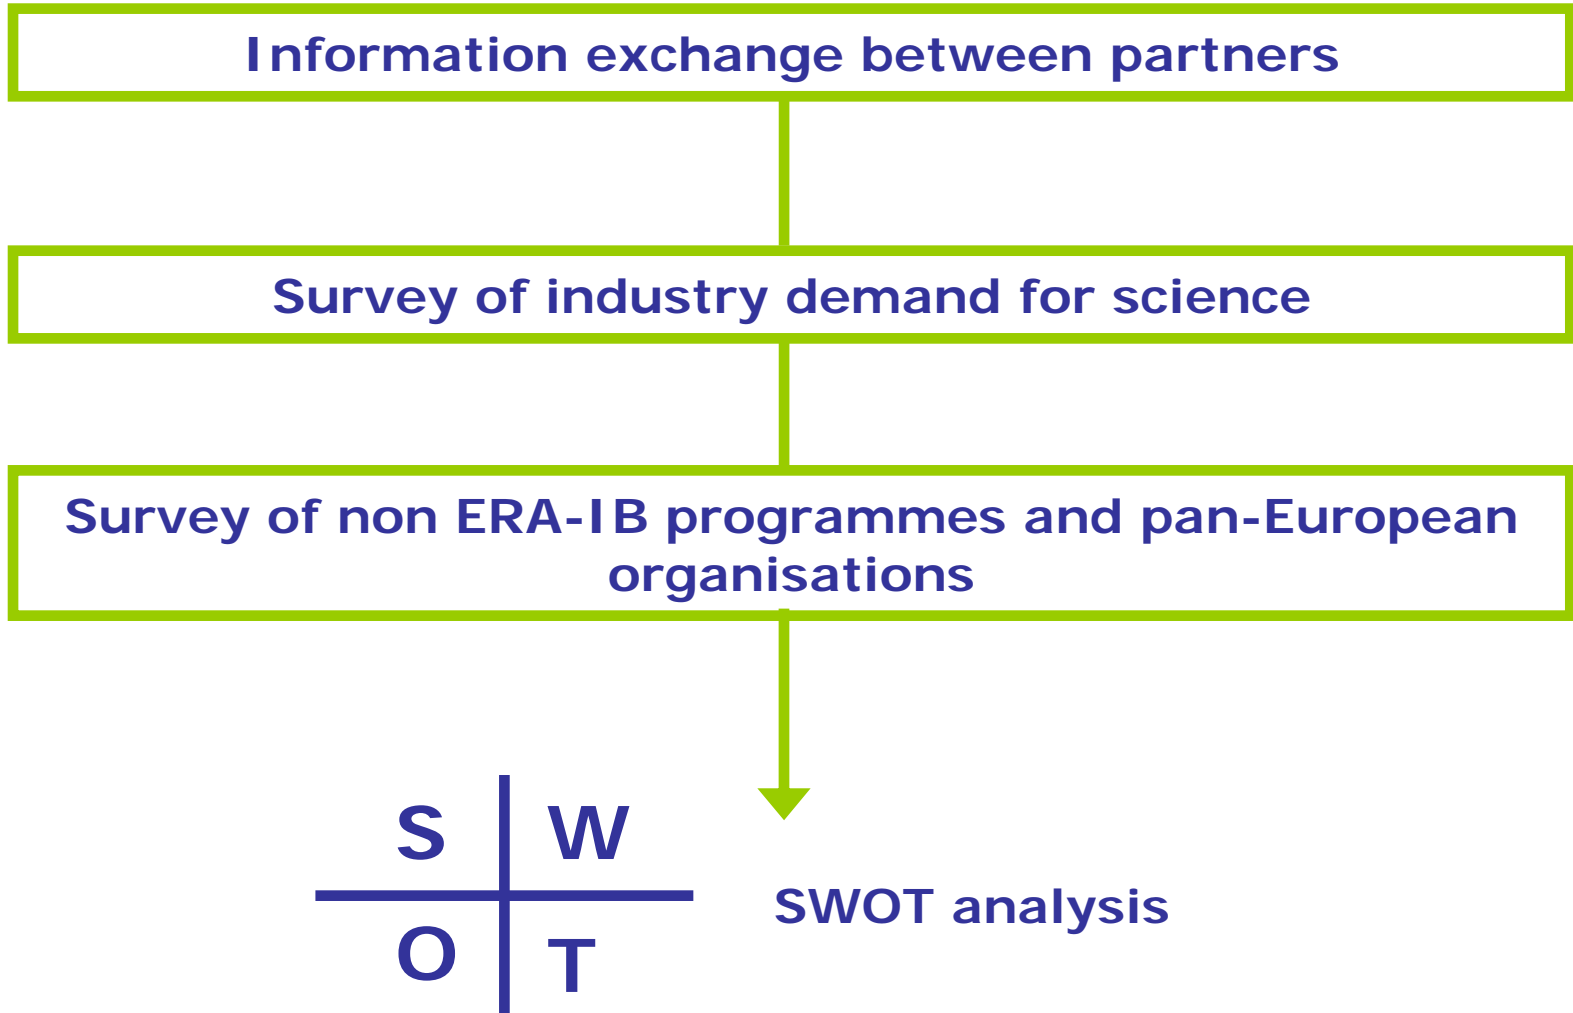 Information exchange between partners
Survey of industry demand for science
Survey of non ERA-IB programmes and pan-European
organisations
S W
O T
SWOT analysis